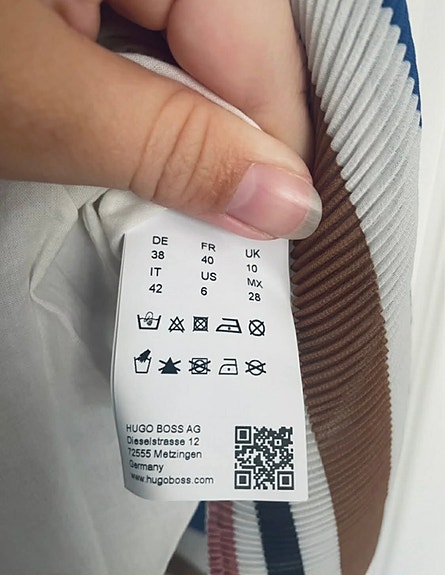 DE FR UK
38 40 10
IT US MX
42 6 28
HUGO BOSS AG
Dieselstrasse 12
72555 Metzingen
Germany
www.hugoboss.com